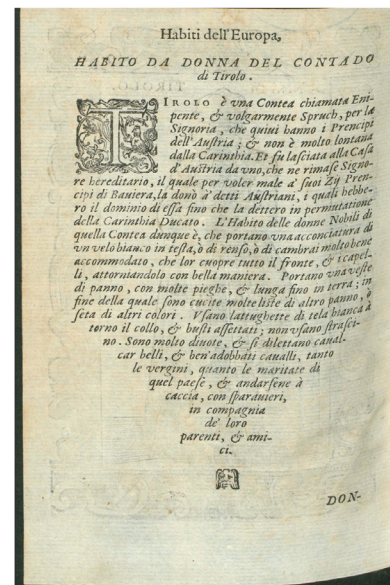 Habiti dell'Europa,
HABITO DA DONNA DEL CONTADO
di Tirolo.
TIROLO è vna Contea chiamata Eni-
pente, & volgarmente Spruch, per la
Signoria, che quiui hanno i Prencipi
dell'Austria; & non è molto lontana
dalla Carinthia. Et fu lasciata alla Casa
d'Austria da vno, che ne rimase Signo-
re hereditario, il quale per voler male a' suoi Zij Pren-
cipi di Bauiera, la donò a' detti Austriani, i quali hebbe-
ro il dominio di essa fino che la dettero in permutatione
della Carinthia Ducato. L'Habito delle donne Nobili di
quella Contea dunque è, che portano vna acconciatura di
vn velo bianco in testa, ò di renso, ò di cambrai molto bene
accommodato, che lor cuopre tutto il fronte, & i capel-
li, attorniandolo con bella maniera. Portano vna veste
di panno, con molte pieghe, & lunga fino in terra; in
fine della quale sono cucite molte liste di altro panno, ò
seta di altri colori. Vsano lattughette di tela bianca à
torno il collo, & busti assettati; non vsano strasci-
no. Sono molto diuote, & si dilettano caual-
car belli, & ben'adobbati caualli, tanto
le vergini, quanto le maritate di
quel paese, & andarsene à
caccia, con sparauieri,
in compagnia
de' loro
parenti, & ami-
ci.
DON-